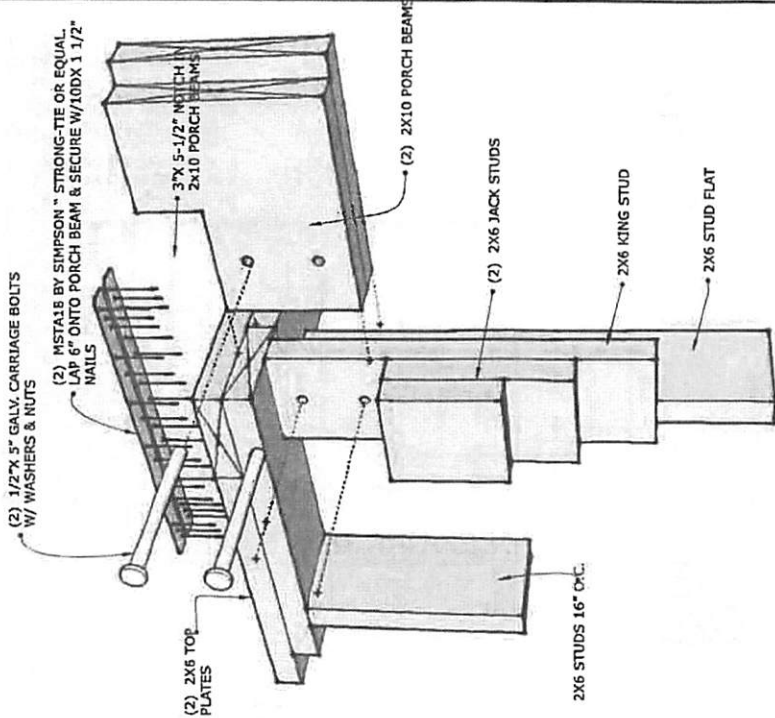 (2) 1/2"X 5" GALV. CARRIAGE BOLTS
W/ WASHERS & NUTS
(2) MSTA18 BY SIMPSON " STRONG-TIE OR EQUAL.
LAP 6" ONTO PORCH BEAM & SECURE W/10DX 1 1/2"
NAILS
3"X 5-1/2" NOTCH IN
2x10 PORCH BEAMS
(2) 2X10 PORCH BEAMS
(2) 2X6 JACK STUDS
2X6 KING STUD
2X6 STUD FLAT
(2) 2X6 TOP
PLATES
2X6 STUDS 16" O.C.